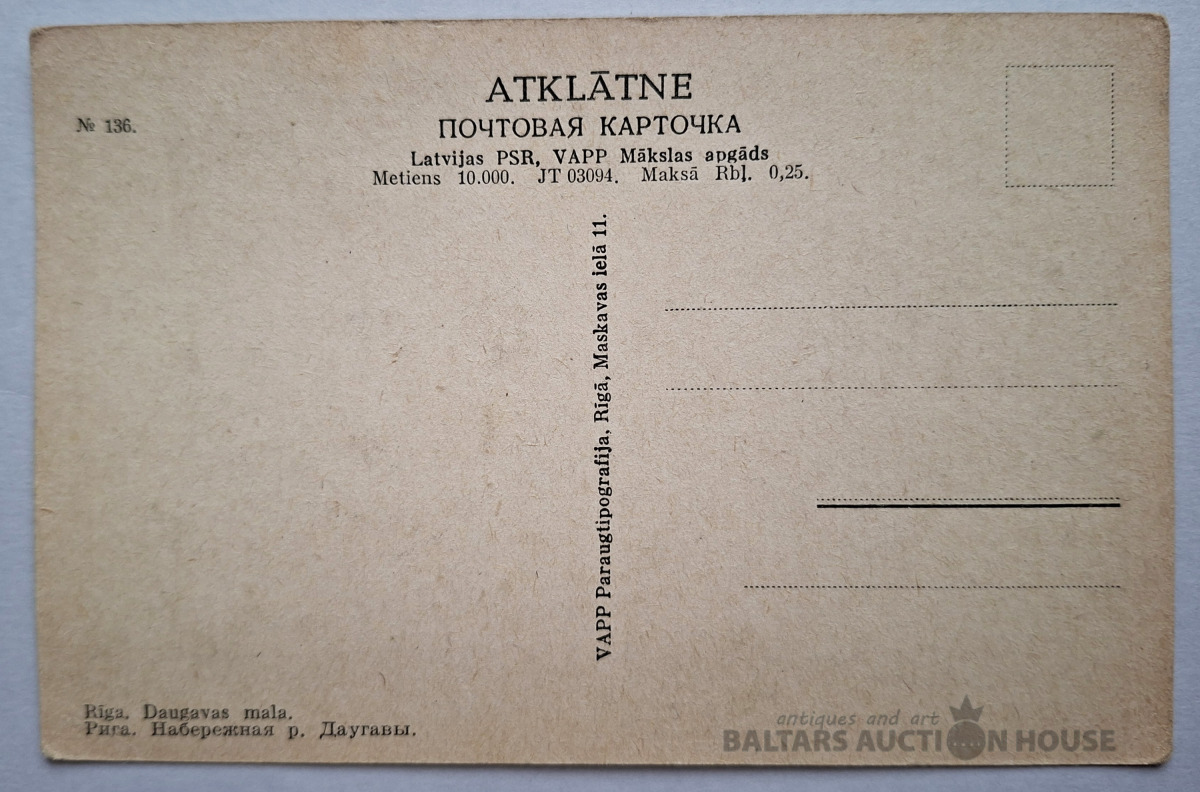 ATKLĀTNE
№ 136.
ПОЧТОВАЯ КАРТОЧКА
Latvijas PSR, VAPP Mākslas apgāds
Metiens 10.000. JT 03094. Maksā Rbļ. 0,25.
VAPP Paraugtipografija, Rīgā, Maskavas ielā 11.
Rīga. Daugavas mala.
Рига. Набережная р. Даугавы.
antiques and art
BALTARS AUCTION HOUSE